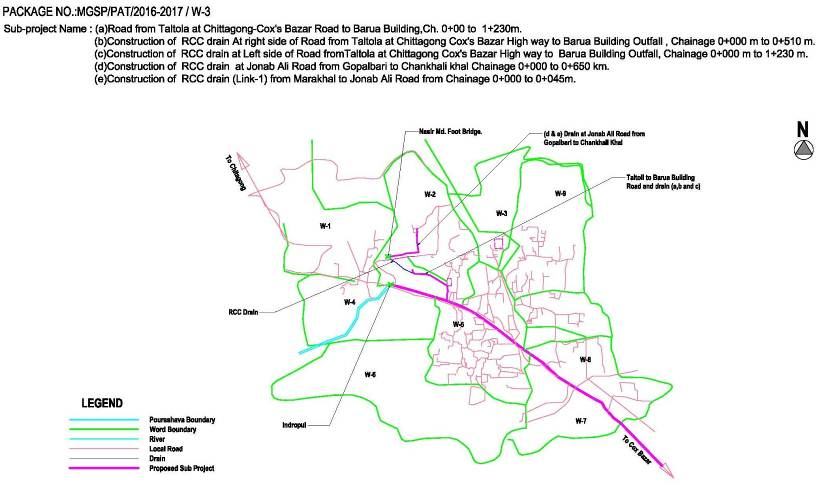 PACKAGE NO.:MGSP/PAT/2016-2017 / W-3
Sub-project Name : (a)Road from Taltola at Chittagong-Cox's Bazar Road to Barua Building,Ch. 0+00 to 1+230m.
(b)Construction of RCC drain At right side of Road from Taltola at Chittagong Cox's Bazar High way to Barua Building Outfall , Chainage 0+000 m to 0+510 m.
(c)Construction of RCC drain at Left side of Road fromTaltola at Chittagong Cox's Bazar High way to Barua Building Outfall, Chainage 0+000 m to 1+230 m.
(d)Construction of RCC drain at Jonab Ali Road from Gopalbari to Chankhali khal Chainage 0+000 to 0+650 km.
(e)Construction of RCC drain (Link-1) from Marakhal to Jonab Ali Road from Chainage 0+000 to 0+045m.
N
Nasir Md. Foot Bridge.
(d & e) Drain at Jonab Ali Road from
Gopalbari to Chankhali Khal
To Chittagong
Taltoli to Barua Building
Road and drain (a,b and c)
W-2
W-9
W-3
W-1
W-4
RCC Drain
W-5
W-8
W-6
W-7
Indropul
To Cox Bazar
LEGEND
Pourashava Boundary
Word Boundary
River
Local Road
Drain
Proposed Sub Project